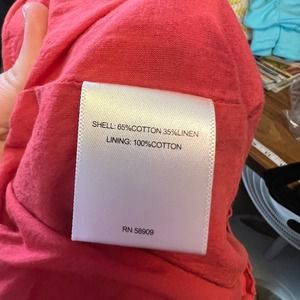 SHELL: 65%COTTON 35%LINEN
LINING: 100%COTTON
RN 58909